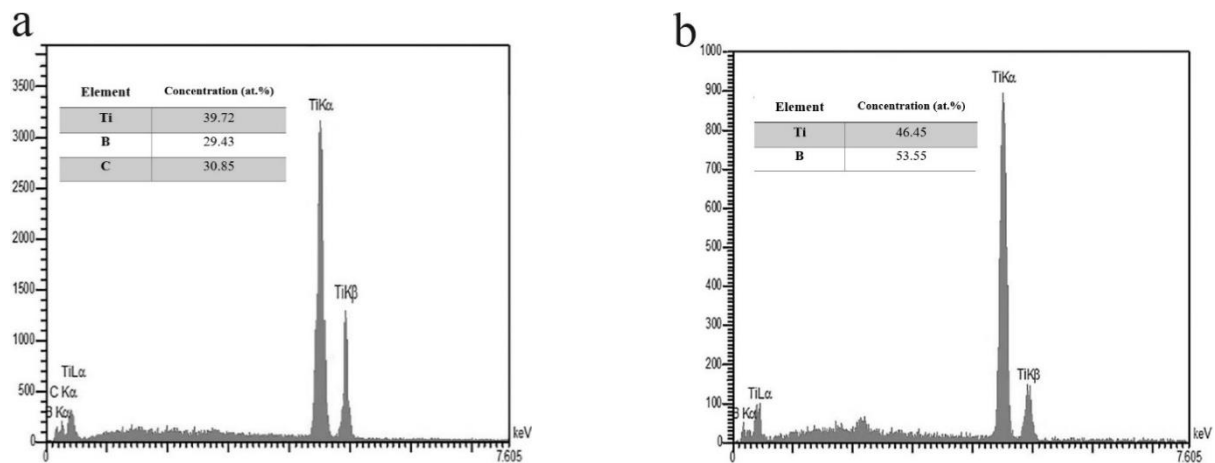 a
3500
3000
2500
2000
1500
1000
500
0
Element Concentration (at.%)
Ti 39.72
B 29.43
C 30.85
TiKα
TiKβ
TiLα
C Kα
B Kα
keV
0 7.605
b
1000
900
800
700
600
500
400
300
200
100
0
Element Concentration (at.%)
Ti 46.45
B 53.55
TiKα
TiKβ
TiLα
B Kα
keV
0 7.605